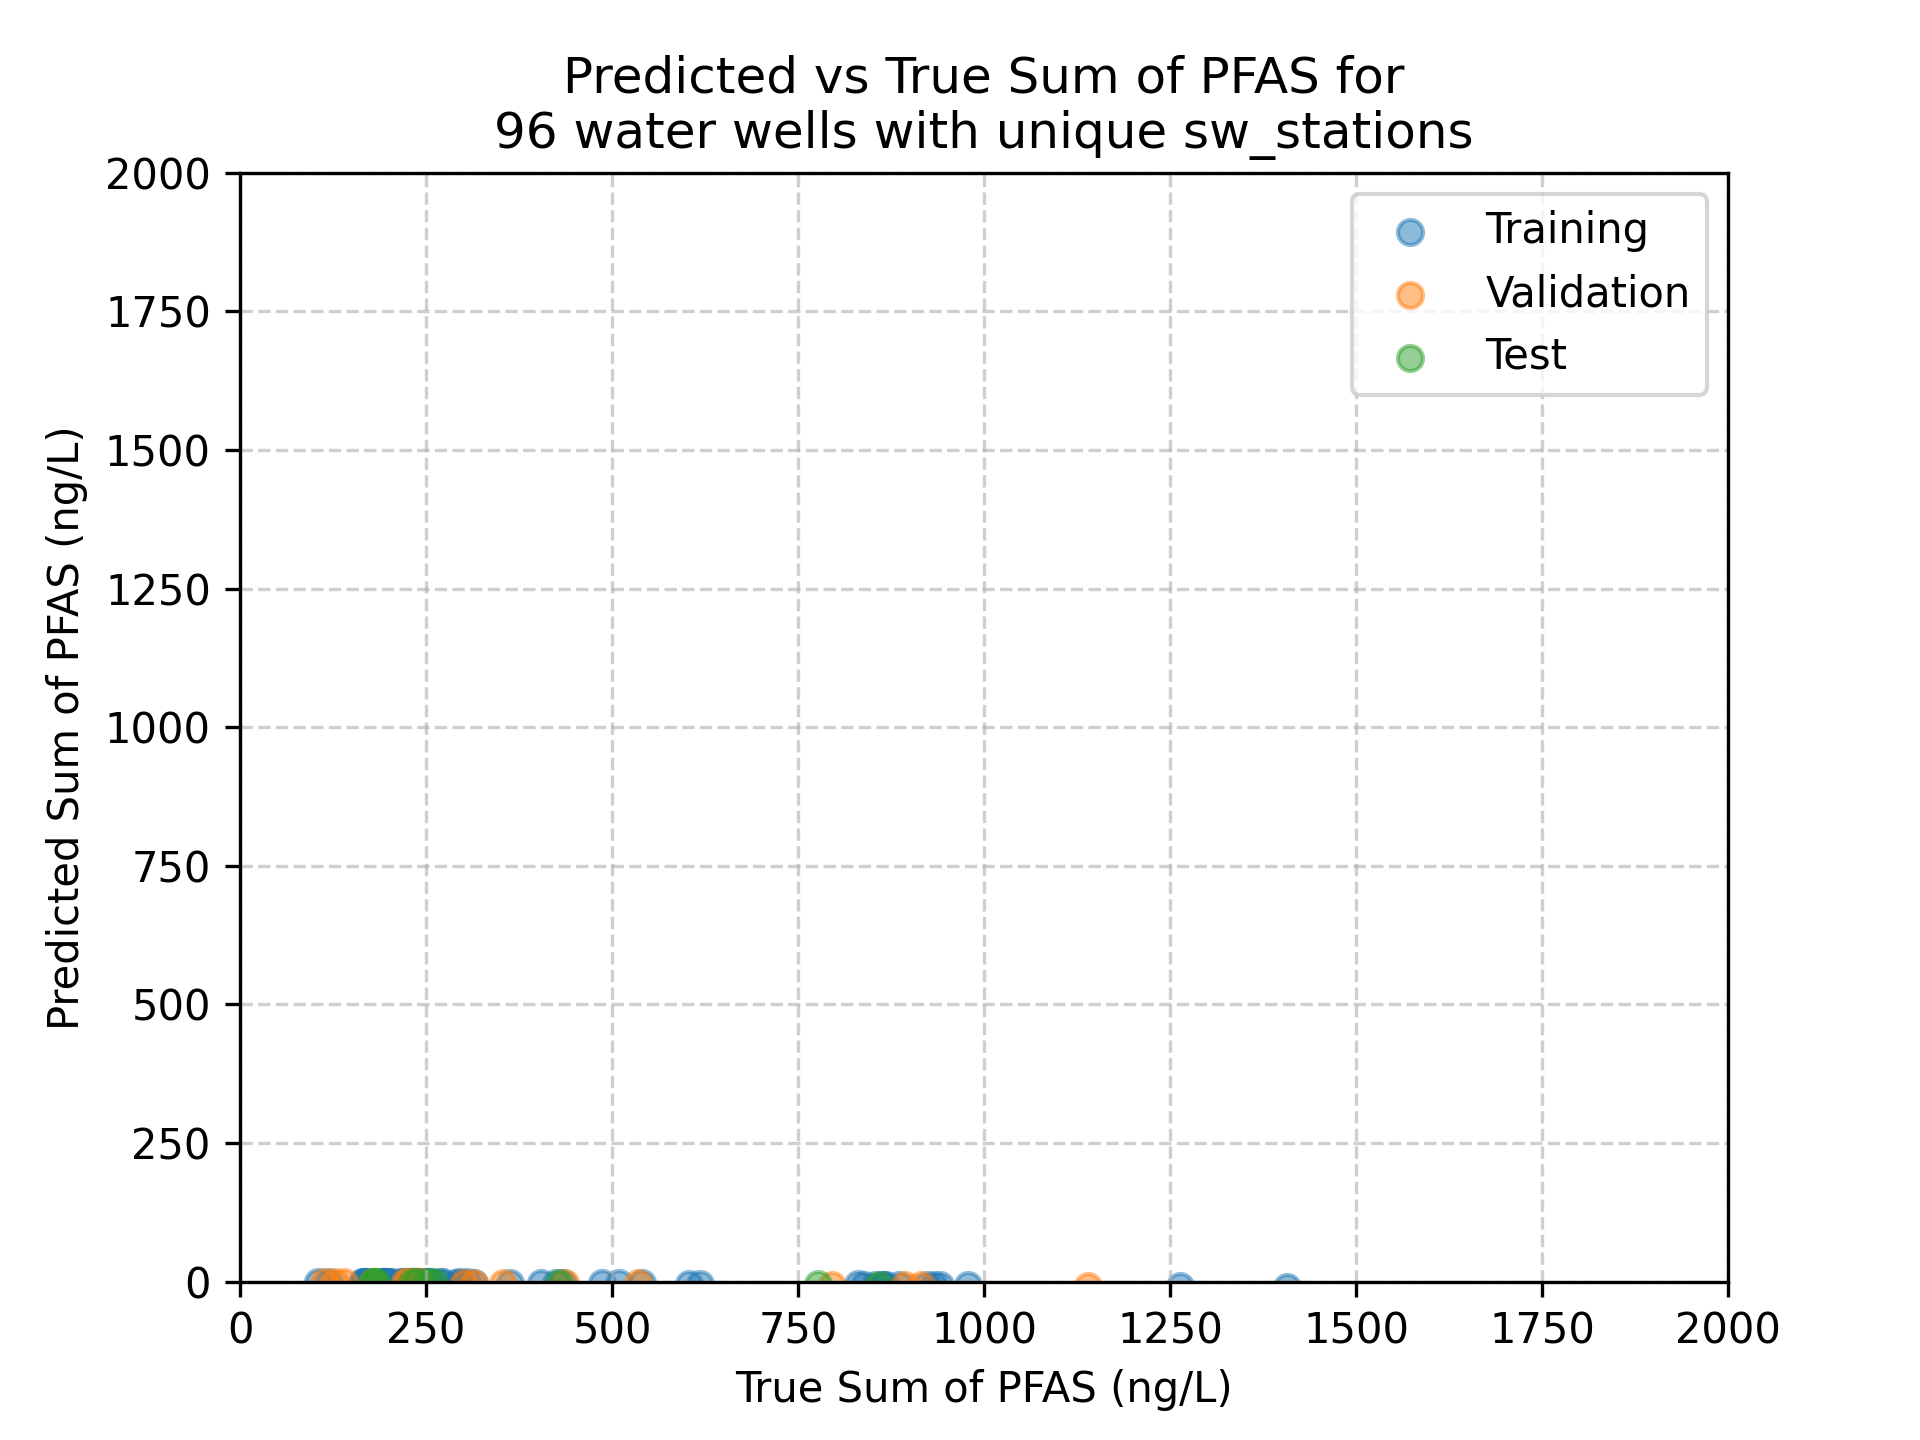 Predicted vs True Sum of PFAS for
96 water wells with unique sw_stations
2000
1750
1500
1250
1000
750
500
250
0
Predicted Sum of PFAS (ng/L)
Training
Validation
Test
0 250 500 750 1000 1250 1500 1750 2000
True Sum of PFAS (ng/L)